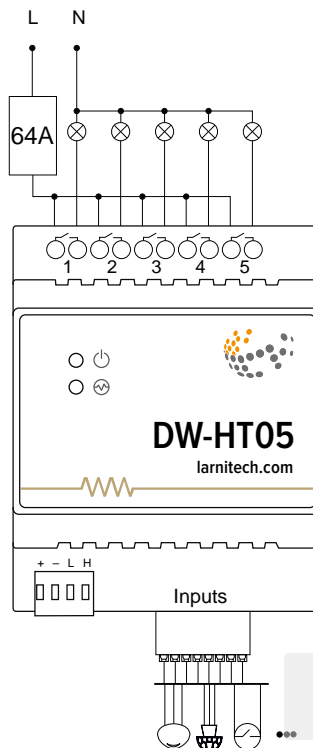 L N
64A
1 2 3 4 5
DW-HT05
larnitech.com
+ – L H
Inputs